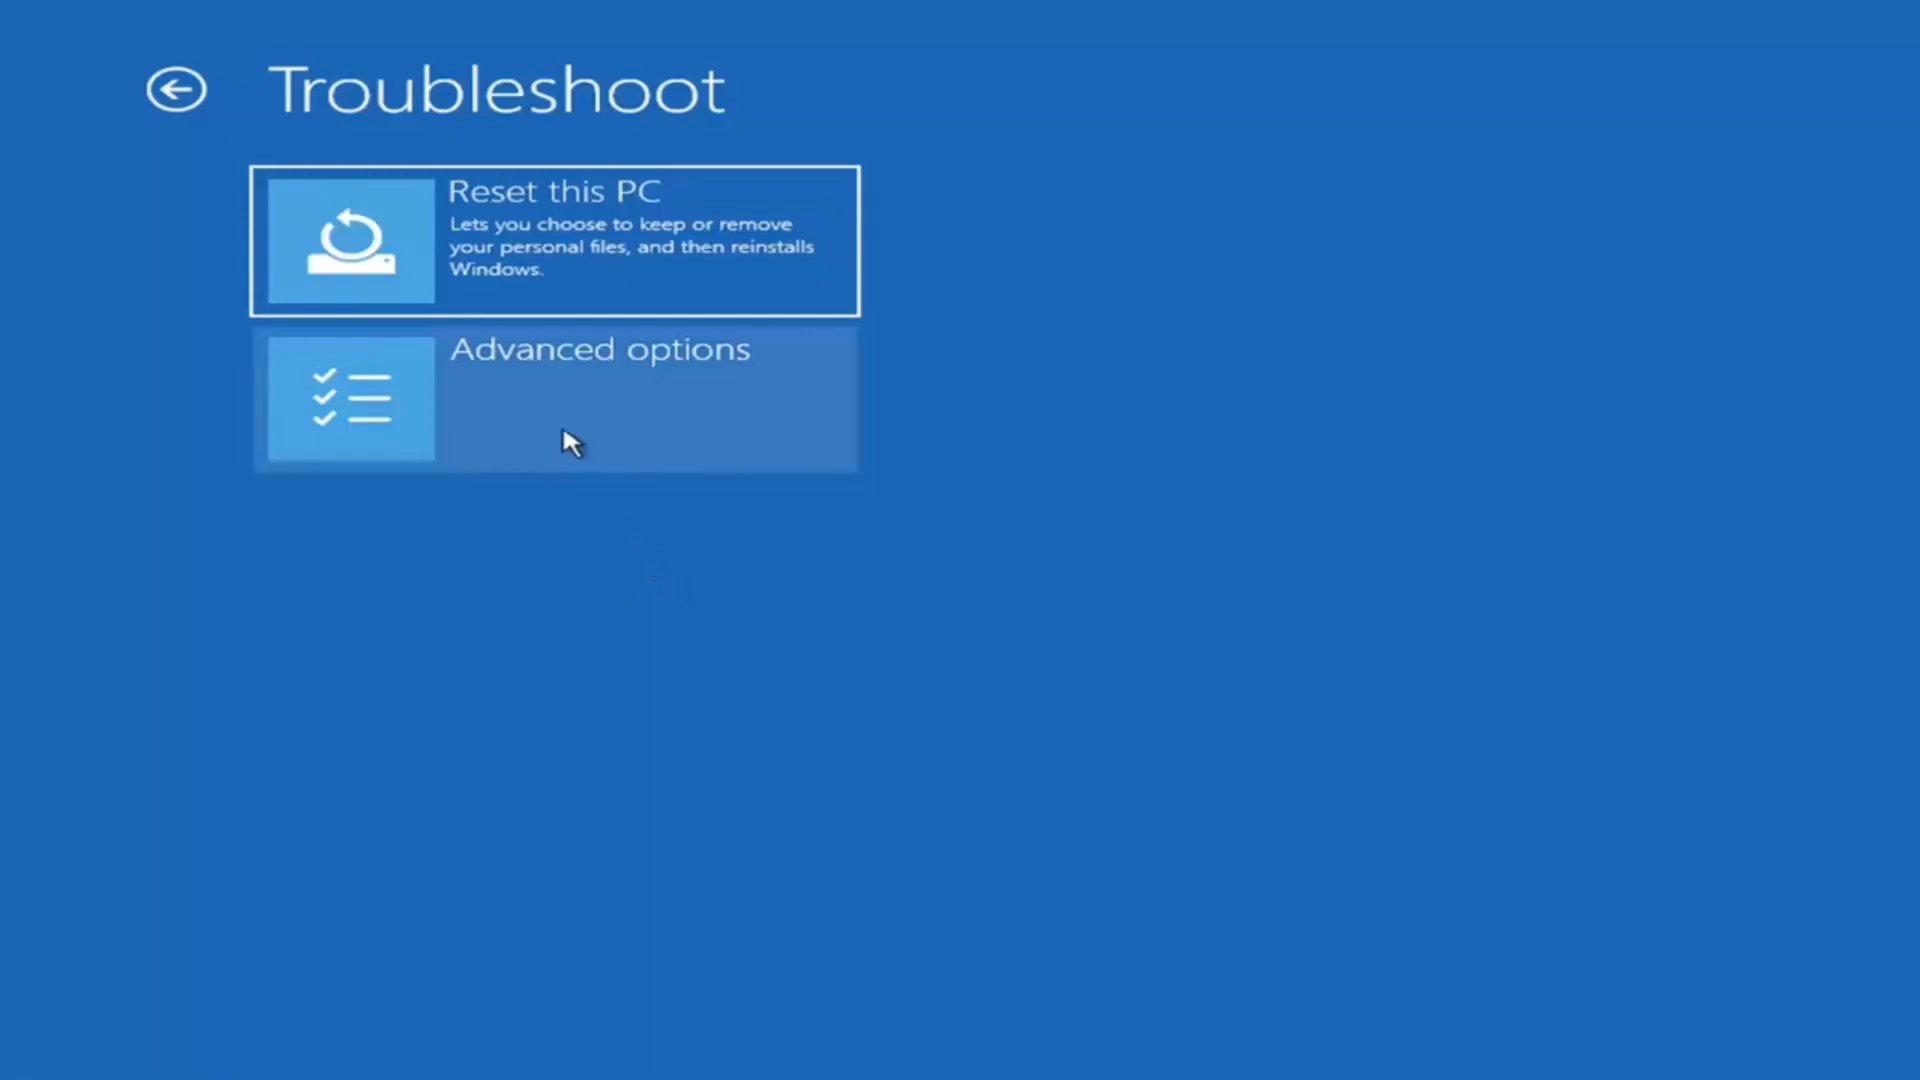 Troubleshoot
Reset this PC
Lets you choose to keep or remove
your personal files, and then reinstalls
Windows.
Advanced options